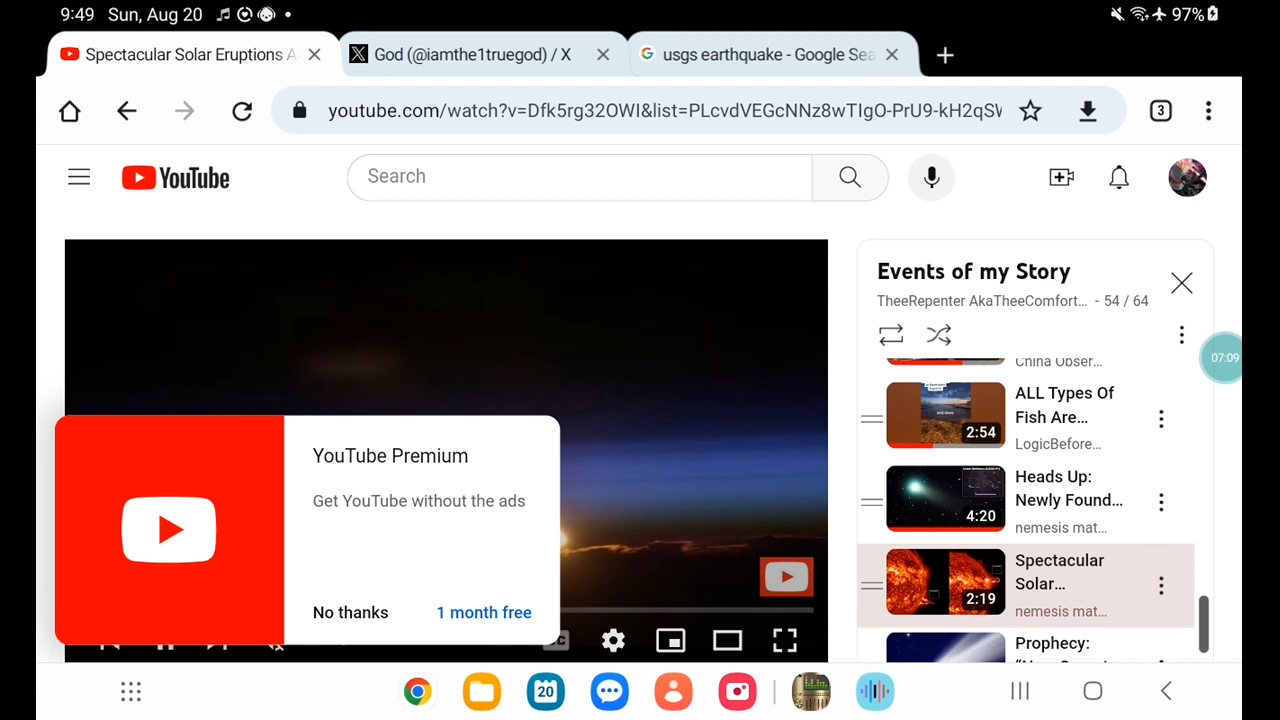 9:49 Sun, Aug 20
97%
Spectacular Solar Eruptions A
God (@iamthe1truegod) / X
usgs earthquake - Google Sea
youtube.com/watch?v=Dfk5rg32OWI&list=PLcvdVEGcNNz8wTIgO-PrU9-kH2qSW
3
YouTube
Search
Events of my Story
TheeRepenter AkaTheeComfort... - 54 / 64
07:09
China Obser...
ALL Types Of
Fish Are...
2:54
LogicBefore...
Heads Up:
Newly Found...
4:20
nemesis mat...
Spectacular
Solar...
2:19
nemesis mat...
Prophecy:
YouTube Premium
Get YouTube without the ads
No thanks
1 month free
20